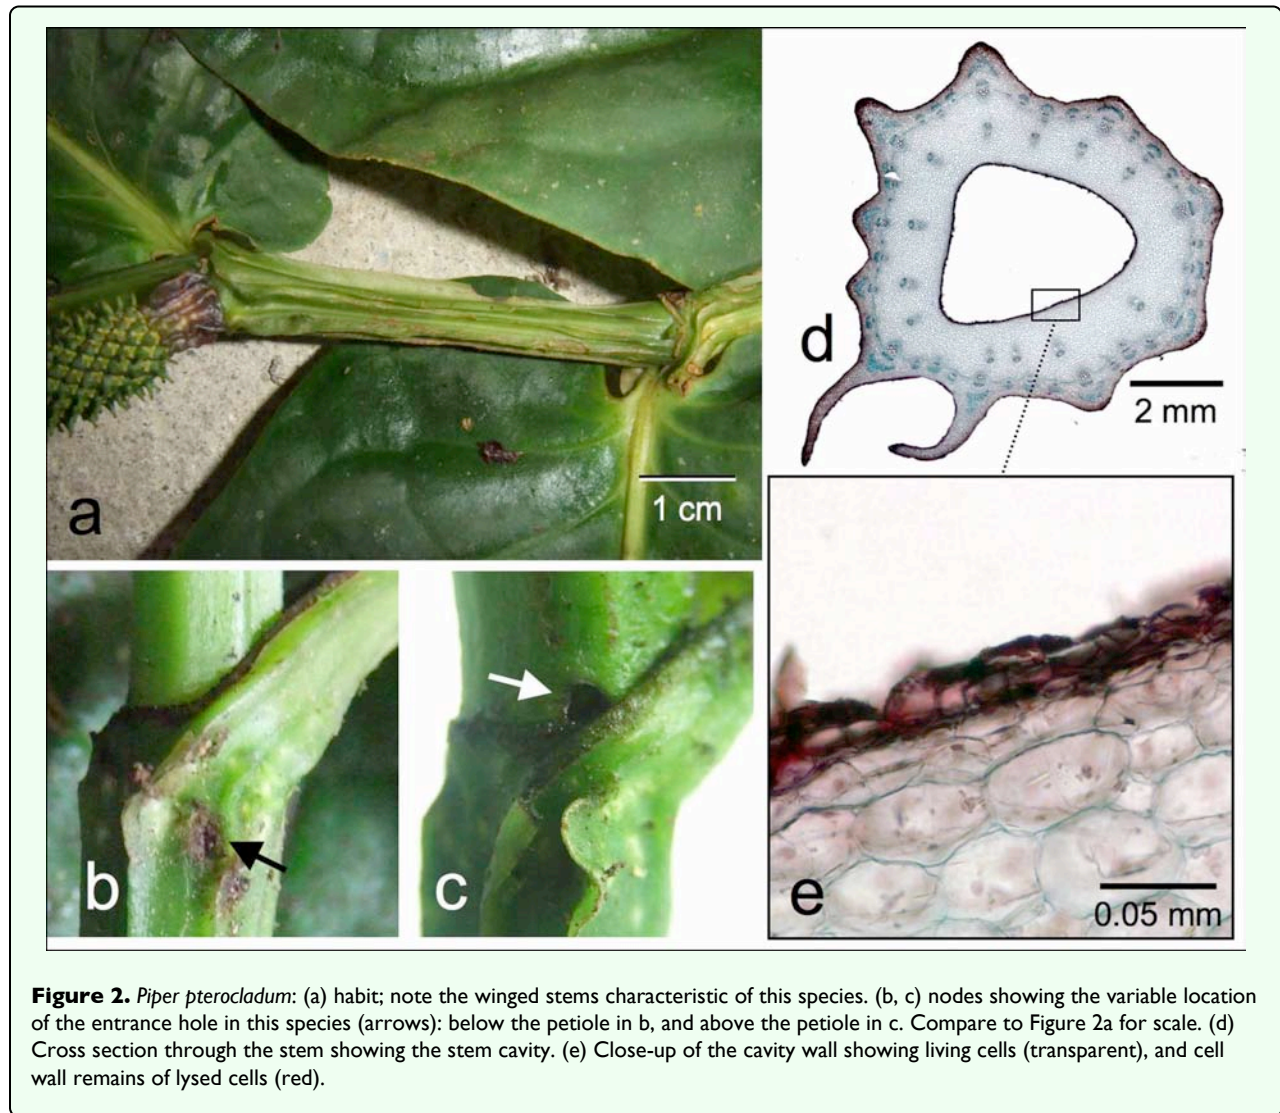 a
1 cm
d
2 mm
b
c
e
0.05 mm
Figure 2. Piper pterocladum: (a) habit; note the winged stems characteristic of this species. (b, c) nodes showing the variable location
of the entrance hole in this species (arrows): below the petiole in b, and above the petiole in c. Compare to Figure 2a for scale. (d)
Cross section through the stem showing the stem cavity. (e) Close-up of the cavity wall showing living cells (transparent), and cell
wall remains of lysed cells (red).